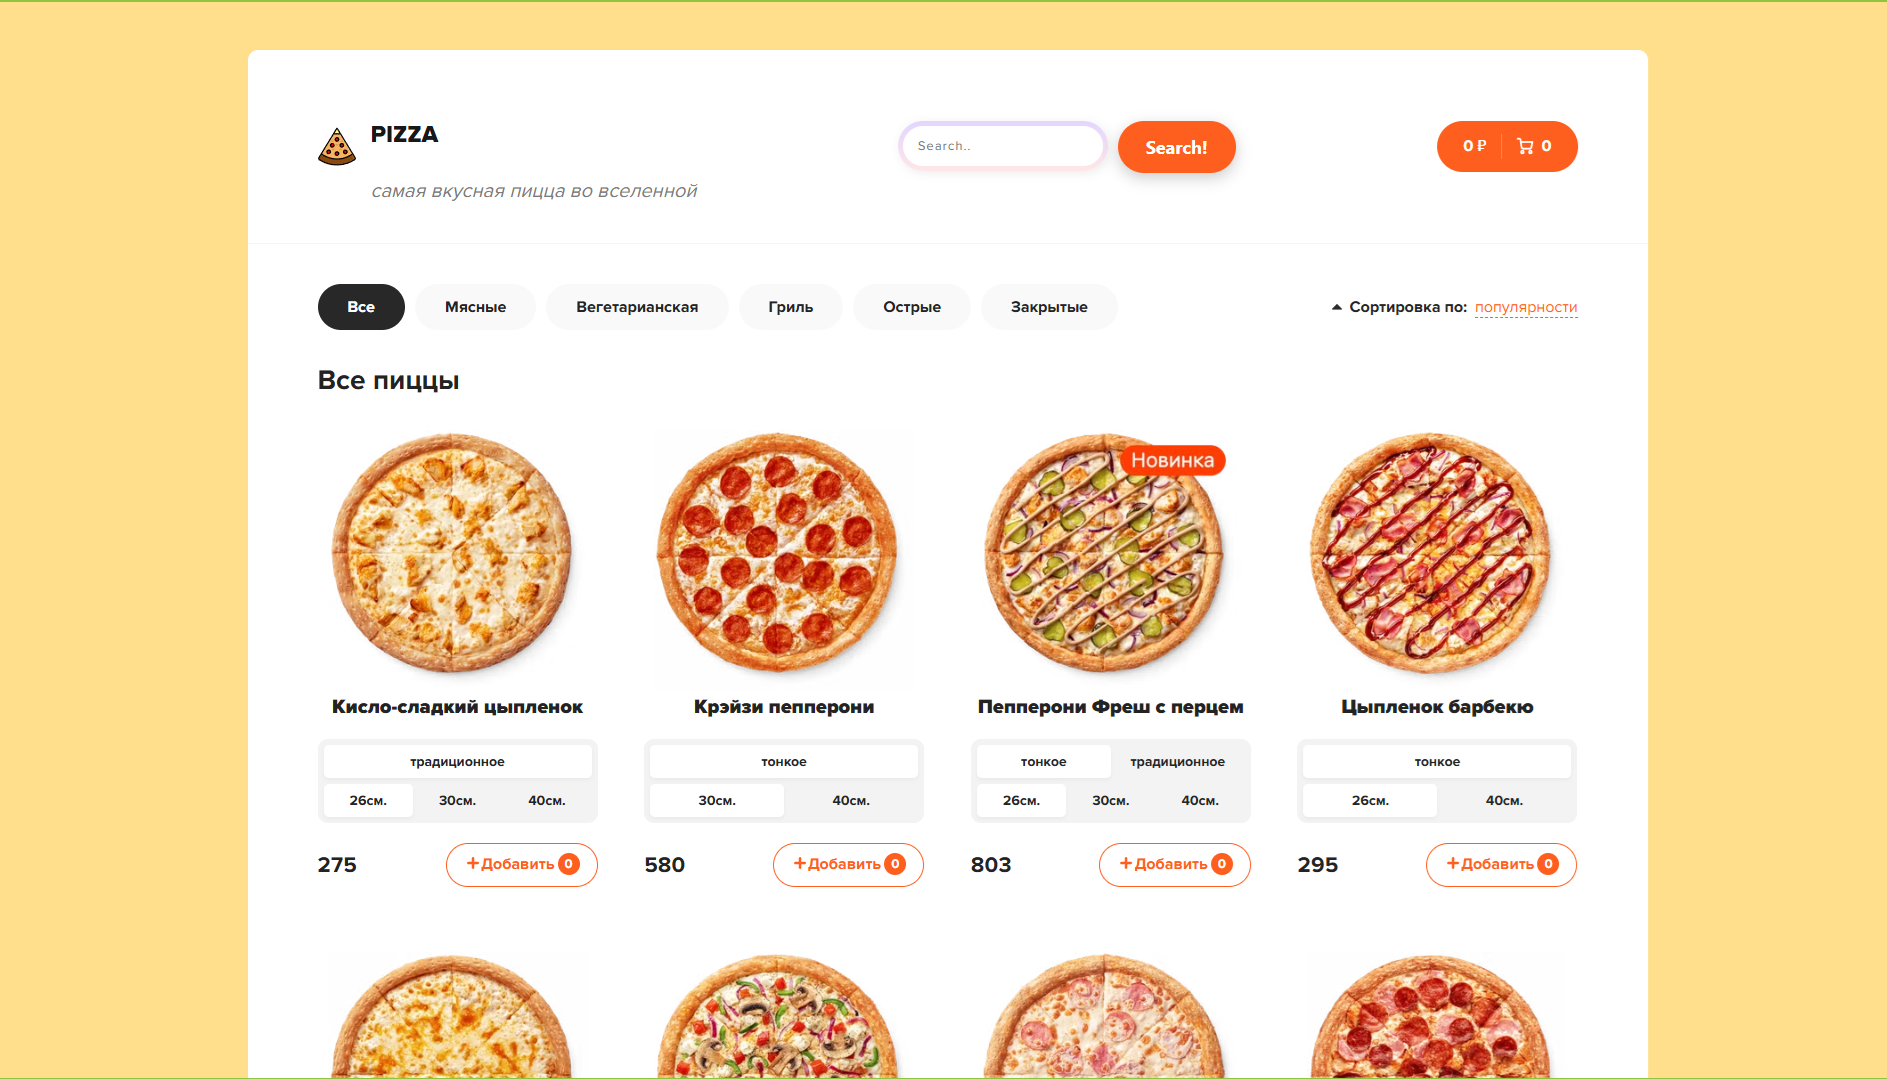 PIZZA
самая вкусная пицца во вселенной
Search..
Search!
0 ₽ 0
Все Мясные Вегетарианская Гриль Острые Закрытые
Сортировка по: популярности
Все пиццы
Новинка
Кисло-сладкий цыпленок
традиционное
26см. 30см. 40см.
275 +Добавить 0
Крэйзи пепперони
тонкое
30см. 40см.
580 +Добавить 0
Пепперони Фреш с перцем
тонкое традиционное
26см. 30см. 40см.
803 +Добавить 0
Цыпленок барбекю
тонкое
26см. 40см.
295 +Добавить 0